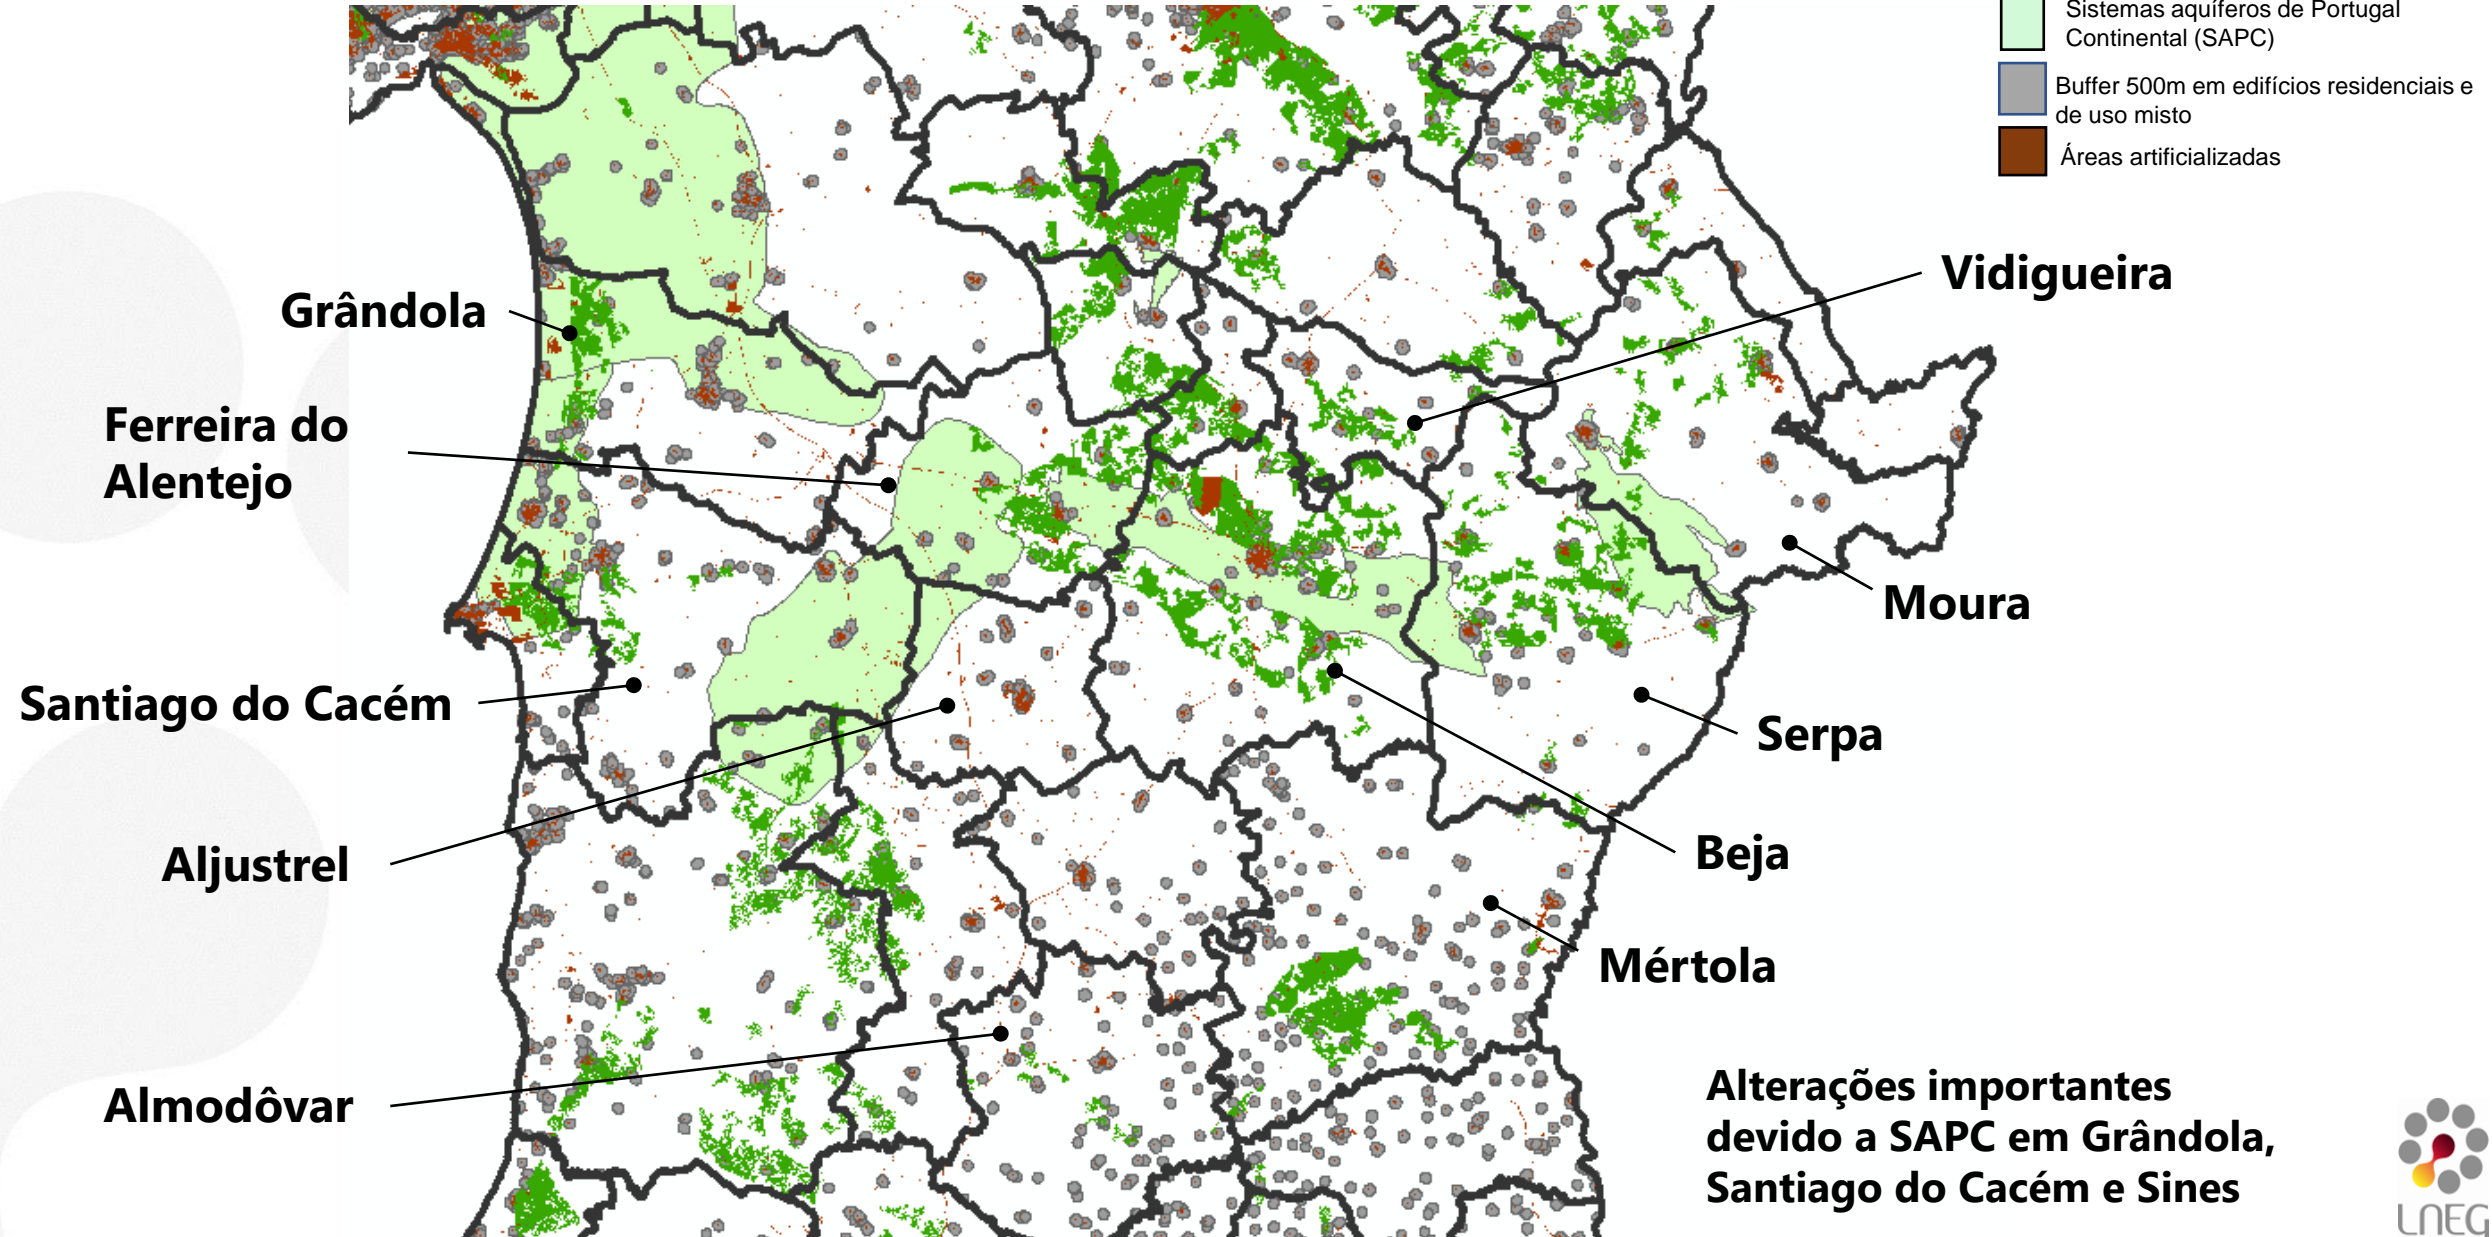 Sistemas aquíferos de Portugal
Continental (SAPC)
Buffer 500m em edifícios residenciais e
de uso misto
Áreas artificializadas
Vidigueira
Grândola
Ferreira do
Alentejo
Moura
Santiago do Cacém
Serpa
Beja
Aljustrel
Mértola
Almodôvar
Alterações importantes
devido a SAPC em Grândola,
Santiago do Cacém e Sines
LNEG